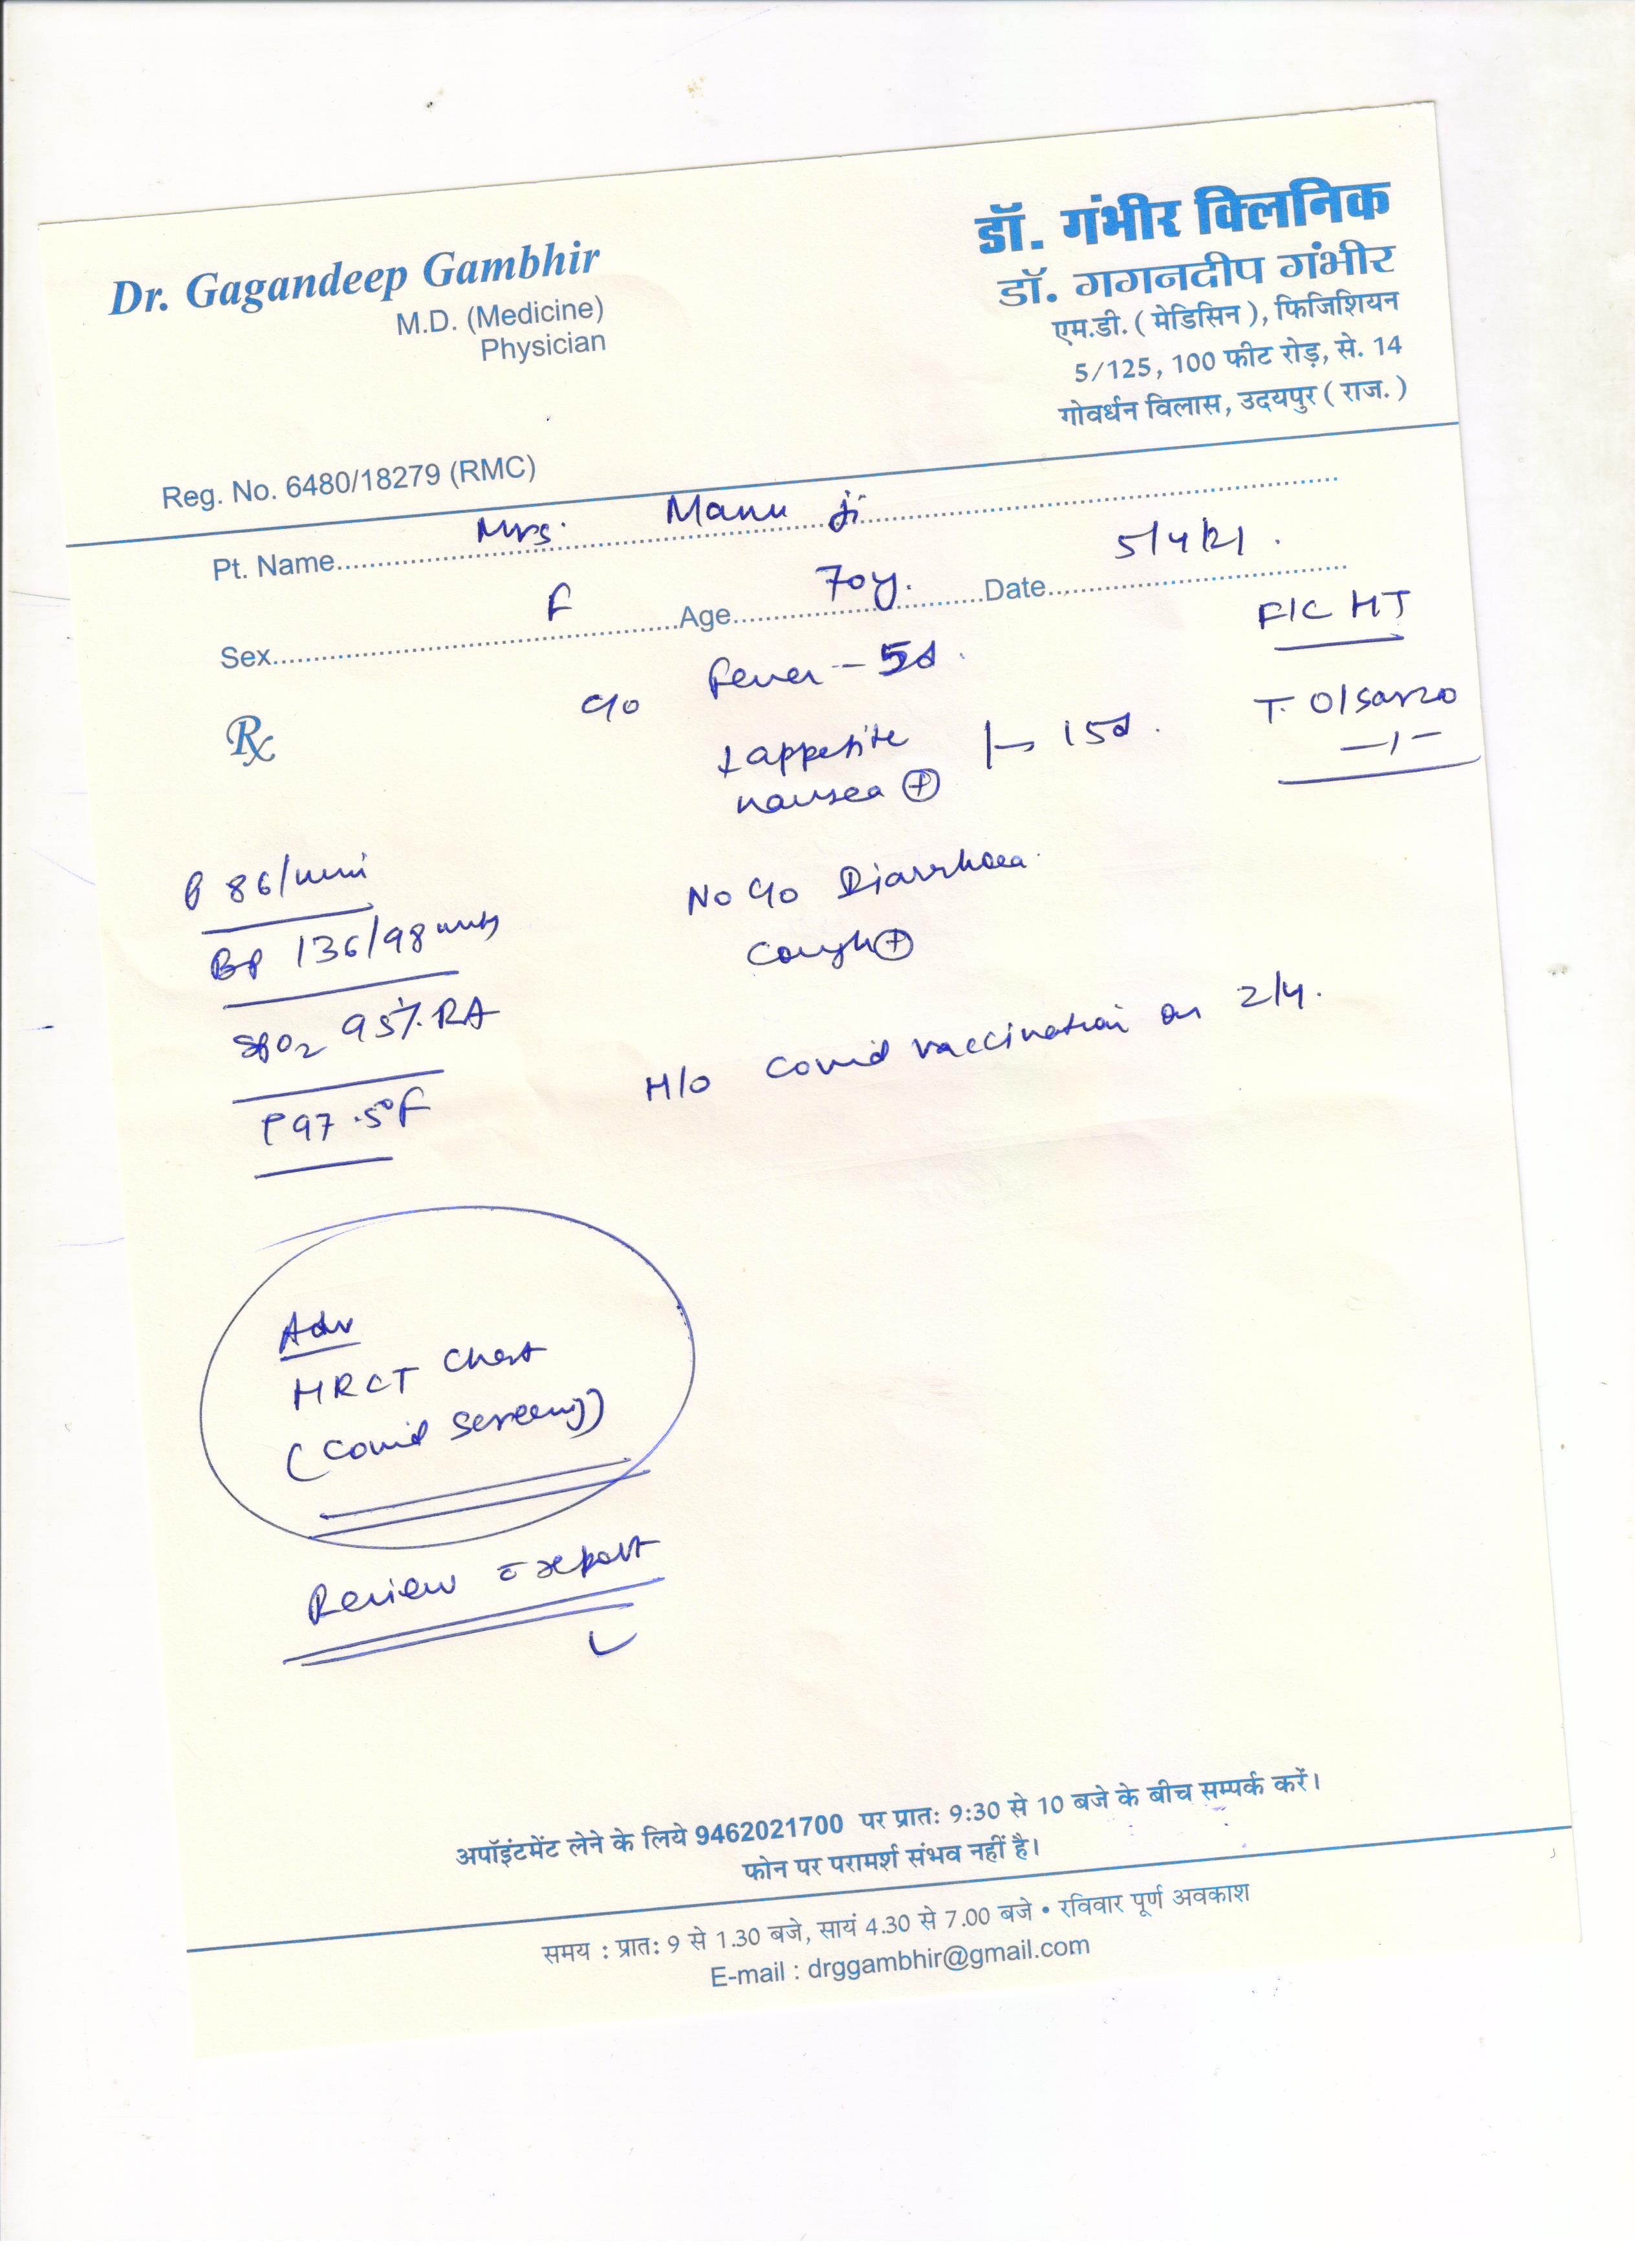 Dr. Gagandeep Gambhir
M.D. (Medicine)
Physician
Reg. No. 6480/18279 (RMC)
डॉ. गंभीर क्लिनिक
डॉ. गगनदीप गंभीर
एम.डी. ( मेडिसिन ), फिजिशियन
5/125, 100 फीट रोड़, से. 14
गोवर्धन विलास, उदयपुर ( राज. )
Pt. Name Mrs. Manu ji
Sex F Age 70y. Date 5/4/21.
F/C HT
T. Olsar 20
-1-
Rx
c/o Fever - 5d.
↓ appetite
nausea ⊕ 15d.
No c/o Diarrhoea.
cough ⊕
H/o Covid vaccination on 2/4.
P 86/min
BP 136/98 mmHg
SpO2 95% RA
T 97.5°F
Adv
HRCT Chest
(Covid Screening)
Review c̄ report
अपॉइंटमेंट लेने के लिये 9462021700 पर प्रातः 9:30 से 10 बजे के बीच सम्पर्क करें।
फोन पर परामर्श संभव नहीं है।
समय : प्रातः 9 से 1.30 बजे, सायं 4.30 से 7.00 बजे • रविवार पूर्ण अवकाश
E-mail : drggambhir@gmail.com